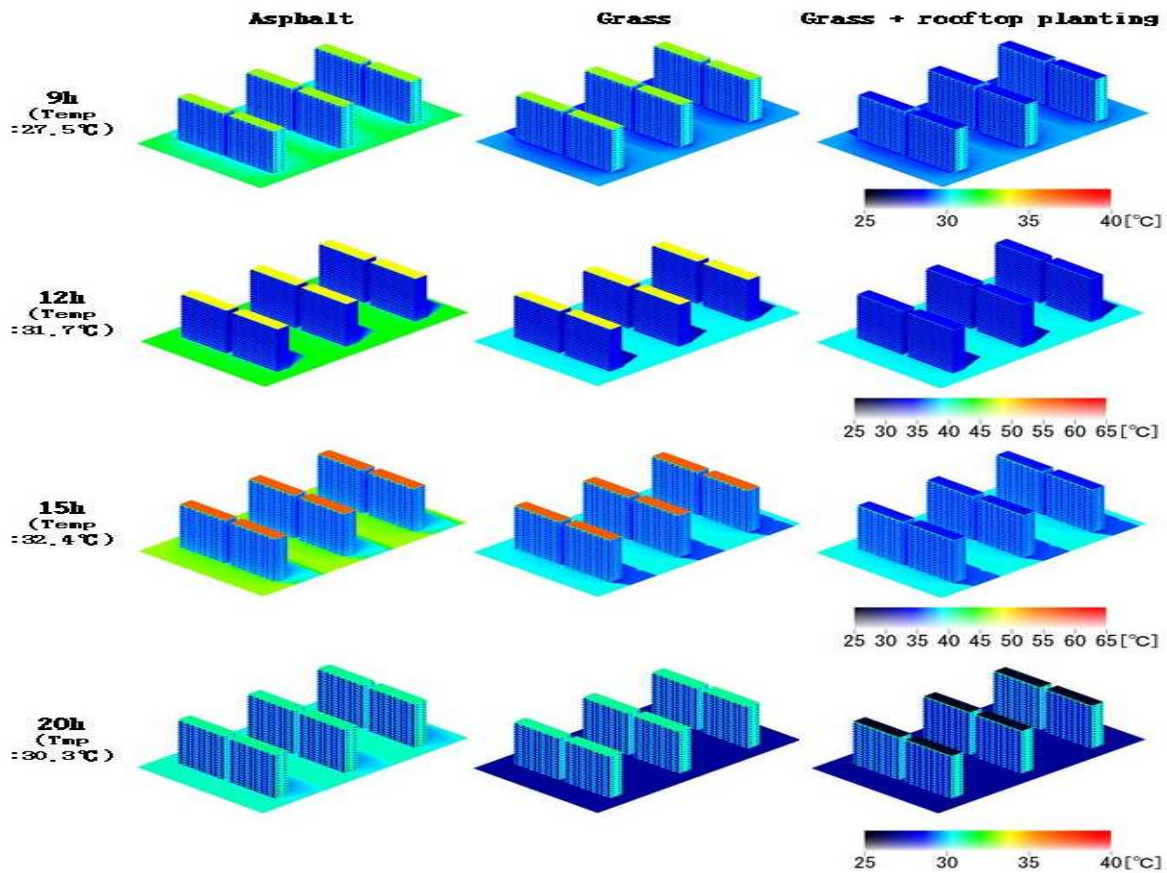 Asphalt Grass Grass + rooftop planting
9h
(Temp
:27.5℃)
25 30 35 40[℃]
12h
(Temp
:31.7℃)
25 30 35 40 45 50 55 60 65[℃]
15h
(Temp
:32.4℃)
25 30 35 40 45 50 55 60 65[℃]
20h
(Tmp
:30.3℃)
25 30 35 40[℃]